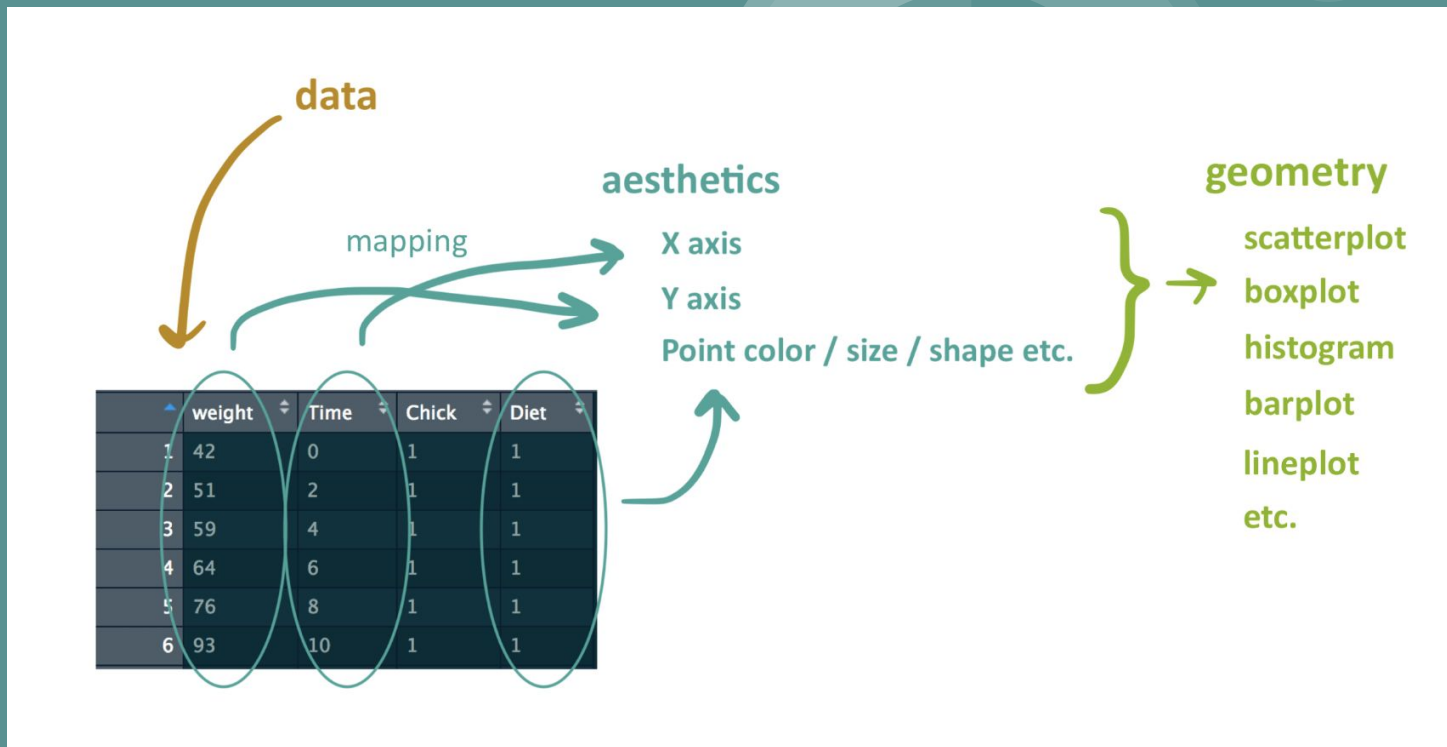 data
aesthetics
geometry
mapping
X axis
Y axis
Point color / size / shape etc.
scatterplot
boxplot
histogram
barplot
lineplot
etc.
weight Time Chick Diet
1 42 0 1 1
2 51 2 1 1
3 59 4 1 1
4 64 6 1 1
5 76 8 1 1
6 93 10 1 1